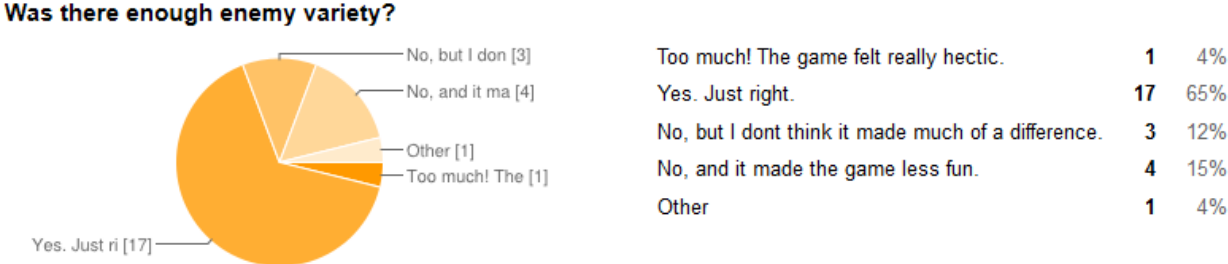 Was there enough enemy variety?
No, but I don [3]
No, and it ma [4]
Other [1]
Too much! The [1]
Yes. Just ri [17]
Too much! The game felt really hectic. 1 4%
Yes. Just right. 17 65%
No, but I dont think it made much of a difference. 3 12%
No, and it made the game less fun. 4 15%
Other 1 4%